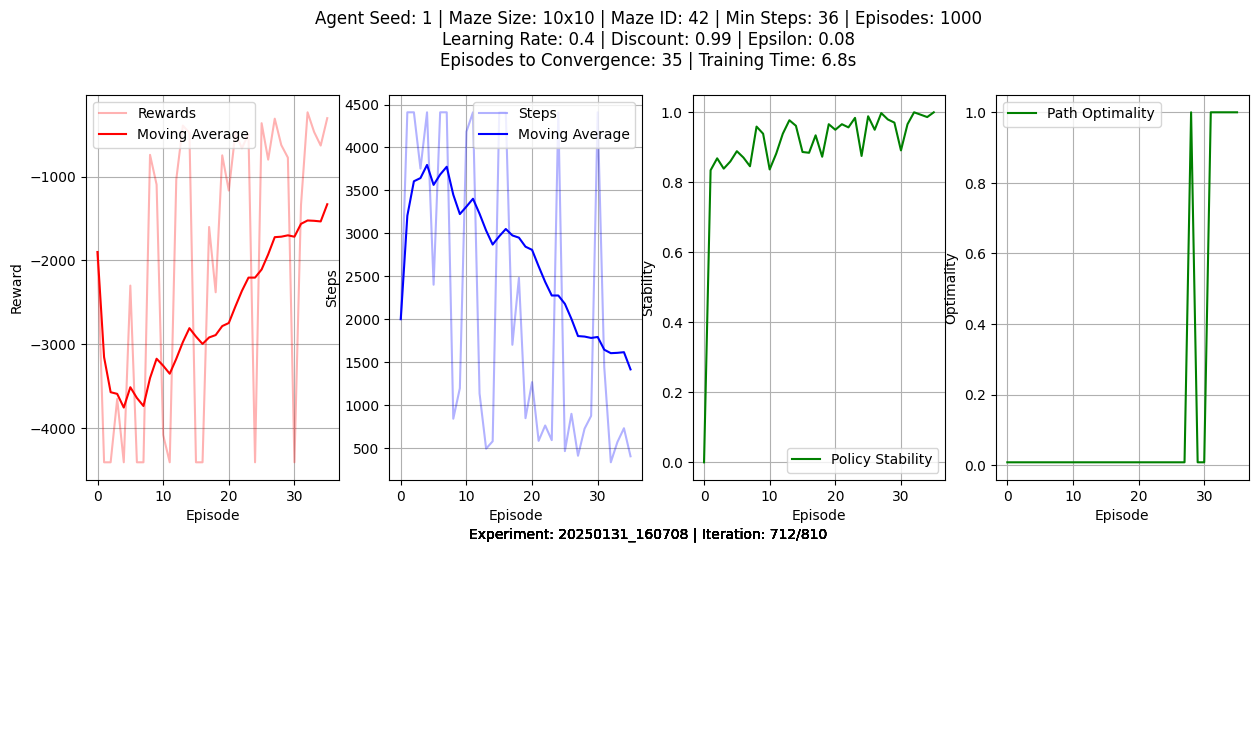 Agent Seed: 1 | Maze Size: 10x10 | Maze ID: 42 | Min Steps: 36 | Episodes: 1000
Learning Rate: 0.4 | Discount: 0.99 | Epsilon: 0.08
Episodes to Convergence: 35 | Training Time: 6.8s
Rewards
Moving Average
−1000
−2000
−3000
−4000
Reward
0 10 20 30
Episode
Steps
Moving Average
4500
4000
3500
3000
2500
2000
1500
1000
500
Steps
0 10 20 30
Episode
1.0
0.8
0.6
0.4
0.2
0.0
Stability
Policy Stability
0 10 20 30
Episode
Path Optimality
1.0
0.8
0.6
0.4
0.2
0.0
Optimality
0 10 20 30
Episode
Experiment: 20250131_160708 | Iteration: 712/810